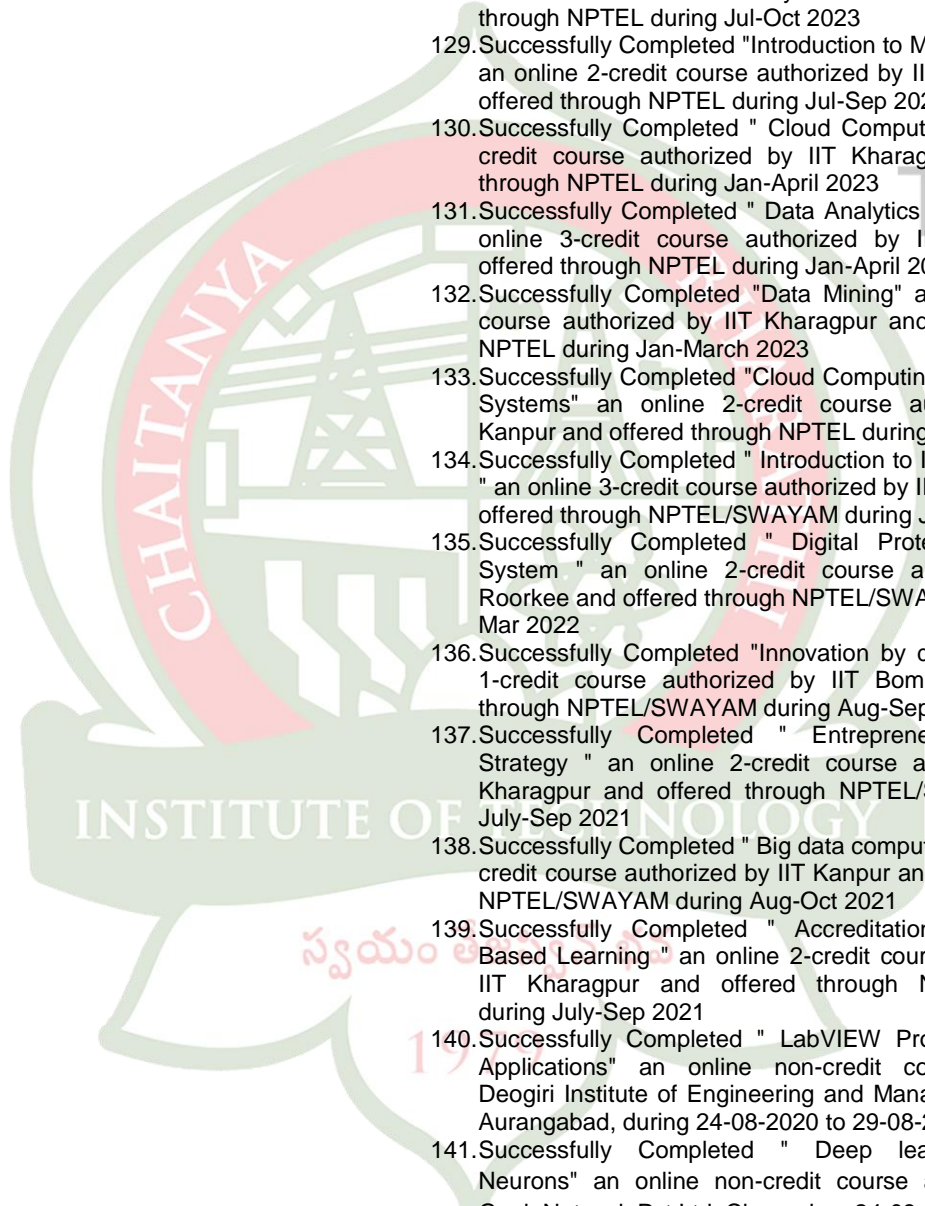 through NPTEL during Jul-Oct 2023
129.Successfully Completed "Introduction to M
an online 2-credit course authorized by II
offered through NPTEL during Jul-Sep 202
130.Successfully Completed " Cloud Comput
credit course authorized by IIT Kharag
through NPTEL during Jan-April 2023
131.Successfully Completed " Data Analytics
online 3-credit course authorized by I
offered through NPTEL during Jan-April 20
132.Successfully Completed "Data Mining" a
course authorized by IIT Kharagpur and
NPTEL during Jan-March 2023
133.Successfully Completed "Cloud Computin
Systems" an online 2-credit course au
Kanpur and offered through NPTEL during
134.Successfully Completed " Introduction to I
" an online 3-credit course authorized by II
offered through NPTEL/SWAYAM during J
135.Successfully Completed " Digital Prote
System " an online 2-credit course a
Roorkee and offered through NPTEL/SWA
Mar 2022
136.Successfully Completed "Innovation by d
1-credit course authorized by IIT Bom
through NPTEL/SWAYAM during Aug-Sep
137.Successfully Completed " Entreprene
Strategy " an online 2-credit course a
Kharagpur and offered through NPTEL/S
July-Sep 2021
138.Successfully Completed " Big data comput
credit course authorized by IIT Kanpur an
NPTEL/SWAYAM during Aug-Oct 2021
139.Successfully Completed " Accreditation
Based Learning " an online 2-credit cour
IIT Kharagpur and offered through N
during July-Sep 2021
140.Successfully Completed " LabVIEW Pro
Applications" an online non-credit co
Deogiri Institute of Engineering and Mana
Aurangabad, during 24-08-2020 to 29-08-2
141.Successfully Completed " Deep lea
Neurons" an online non-credit course a
CHAITANYA BHARATHI
INSTITUTE OF TECHNOLOGY
స్వయం తేజస్విన్ భవ
1979